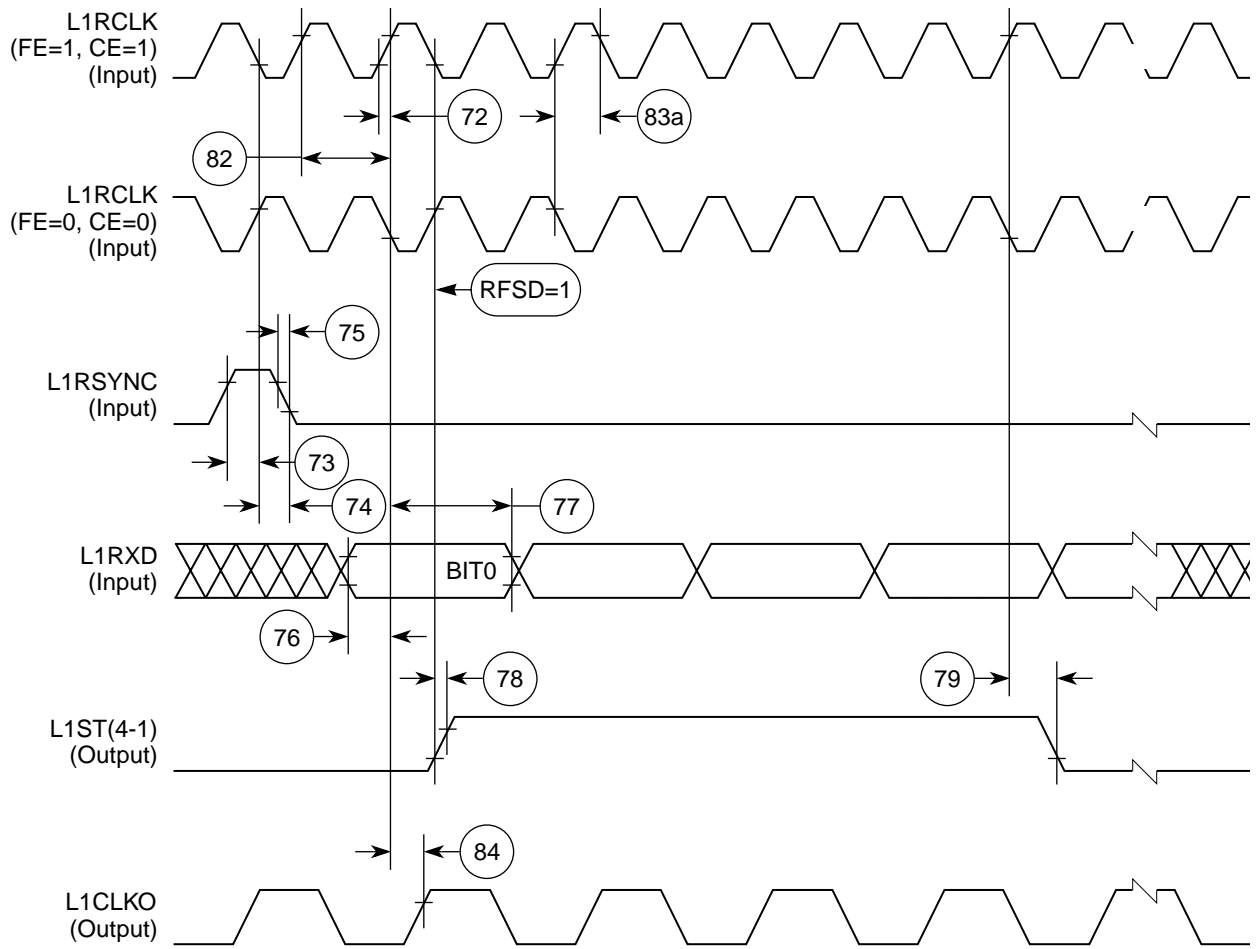 L1RCLK
(FE=1, CE=1)
(Input)
72
83a
82
L1RCLK
(FE=0, CE=0)
(Input)
RFSD=1
75
L1RSYNC
(Input)
73
74
77
L1RXD
(Input)
BIT0
76
78
79
L1ST(4-1)
(Output)
84
L1CLKO
(Output)